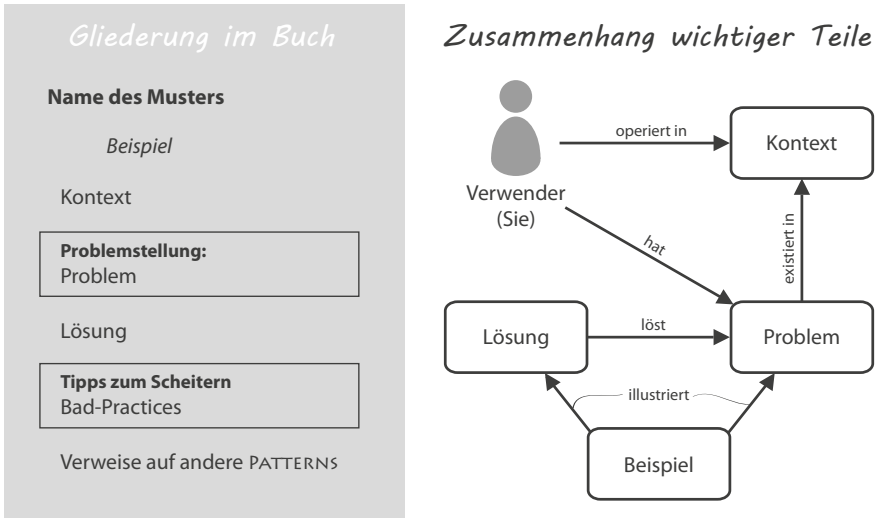 Gliederung im Buch
Name des Musters
Beispiel
Kontext
Problemstellung:
Problem
Lösung
Tipps zum Scheitern
Bad-Practices
Verweise auf andere PATTERNS
Zusammenhang wichtiger Teile
operiert in
Kontext
Verwender
(Sie)
hat
existiert in
Lösung
löst
Problem
illustriert
Beispiel